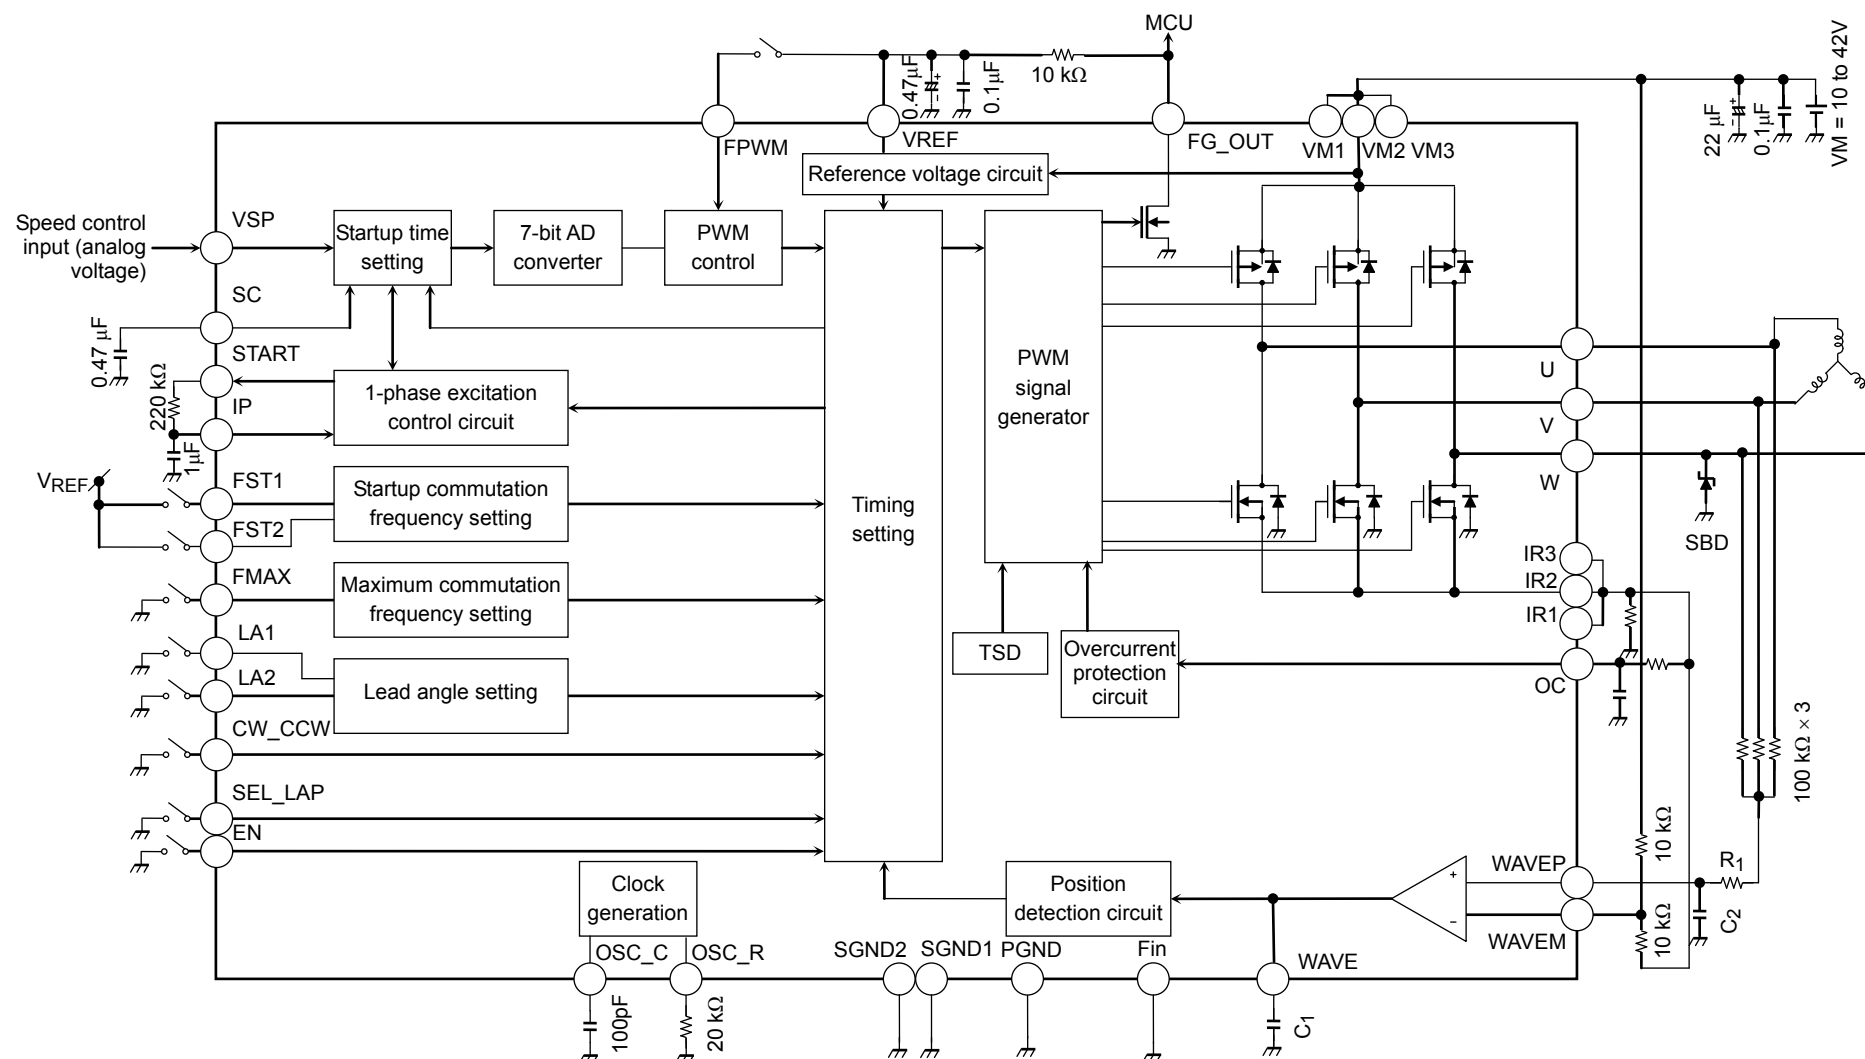 MCU
0.47µF
0.1µF
10 kΩ
22 µF
0.1µF
VM = 10 to 42V
FPWM
VREF
FG_OUT
VM1
VM2
VM3
Reference voltage circuit
Speed control
input (analog
voltage)
VSP
Startup time
setting
7-bit AD
converter
PWM
control
SC
0.47 µF
START
220 kΩ
IP
1µF
1-phase excitation
control circuit
PWM
signal
generator
U
V
W
SBD
VREF
FST1
FST2
Startup commutation
frequency setting
Timing
setting
FMAX
Maximum commutation
frequency setting
IR3
IR2
IR1
LA1
LA2
Lead angle setting
TSD
Overcurrent
protection
circuit
OC
CW_CCW
100 kΩ × 3
SEL_LAP
EN
10 kΩ
Clock
generation
Position
detection circuit
+
−
WAVEP
WAVEM
R1
C2
10 kΩ
OSC_C
OSC_R
SGND2
SGND1
PGND
Fin
WAVE
100pF
20 kΩ
C1